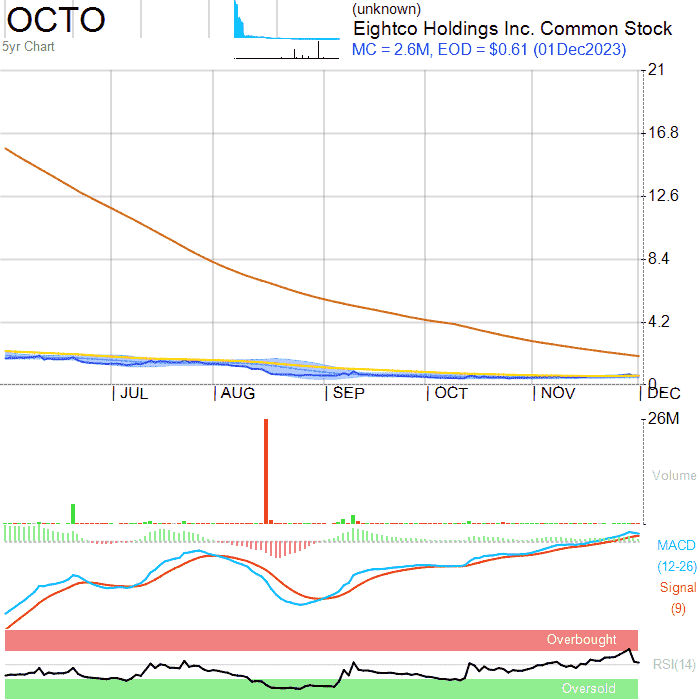 OCTO
5yr Chart
(unknown)
Eightco Holdings Inc. Common Stock
MC = 2.6M, EOD = $0.61 (01Dec2023)
21
16.8
12.6
8.4
4.2
0
JUL AUG SEP OCT NOV DEC
26M
Volume
MACD
(12-26)
Signal
(9)
Overbought
RSI(14)
Oversold